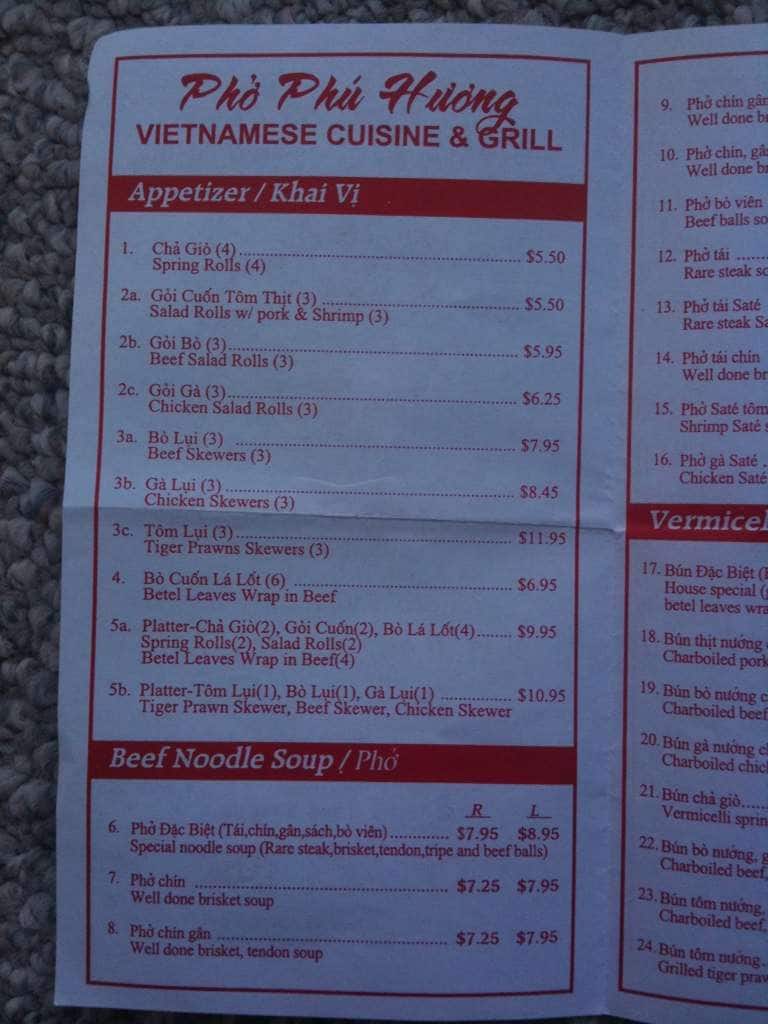 Phở Phú Hương
VIETNAMESE CUISINE & GRILL
Appetizer / Khai Vị
1. Chả Giò (4) $5.50
Spring Rolls (4)
2a. Gỏi Cuốn Tôm Thịt (3) $5.50
Salad Rolls w/ pork & Shrimp (3)
2b. Gỏi Bò (3) $5.95
Beef Salad Rolls (3)
2c. Gỏi Gà (3) $6.25
Chicken Salad Rolls (3)
3a. Bò Lụi (3) $7.95
Beef Skewers (3)
3b. Gà Lụi (3) $8.45
Chicken Skewers (3)
3c. Tôm Lụi (3) $11.95
Tiger Prawns Skewers (3)
4. Bò Cuốn Lá Lốt (6) $6.95
Betel Leaves Wrap in Beef
5a. Platter-Chả Giò(2), Gỏi Cuốn(2), Bò Lá Lốt(4) $9.95
Spring Rolls(2), Salad Rolls(2)
Betel Leaves Wrap in Beef(4)
5b. Platter-Tôm Lụi(1), Bò Lụi(1), Gà Lụi(1) $10.95
Tiger Prawn Skewer, Beef Skewer, Chicken Skewer
Beef Noodle Soup / Phở
R L
6. Phở Đặc Biệt (Tái,chín,gân,sách,bò viên) $7.95 $8.95
Special noodle soup (Rare steak,brisket,tendon,tripe and beef balls)
7. Phở chín $7.25 $7.95
Well done brisket soup
8. Phở chín gân $7.25 $7.95
Well done brisket, tendon soup
9. Phở chín gân
Well done
10. Phở chín,
Well done
11. Phở bò viên
Beef balls
12. Phở tái
Rare steak
13. Phở tái Saté
Rare steak
14. Phở tái chín
Well done
15. Phở Saté tôm
Shrimp Saté
16. Phở gà Saté
Chicken Saté
17. Bún Đặc Biệt
House special
betel leaves
18. Bún thịt nướng
Charboiled pork
19. Bún bò nướng
Charboiled beef
20. Bún gà nướng
Charboiled
21. Bún chả giò
Vermicelli
22. Bún bò nướng,
Charboiled beef,
23. Bún tôm nướng,
Charboiled beef,
24. Bún tôm nướng
Grilled tiger